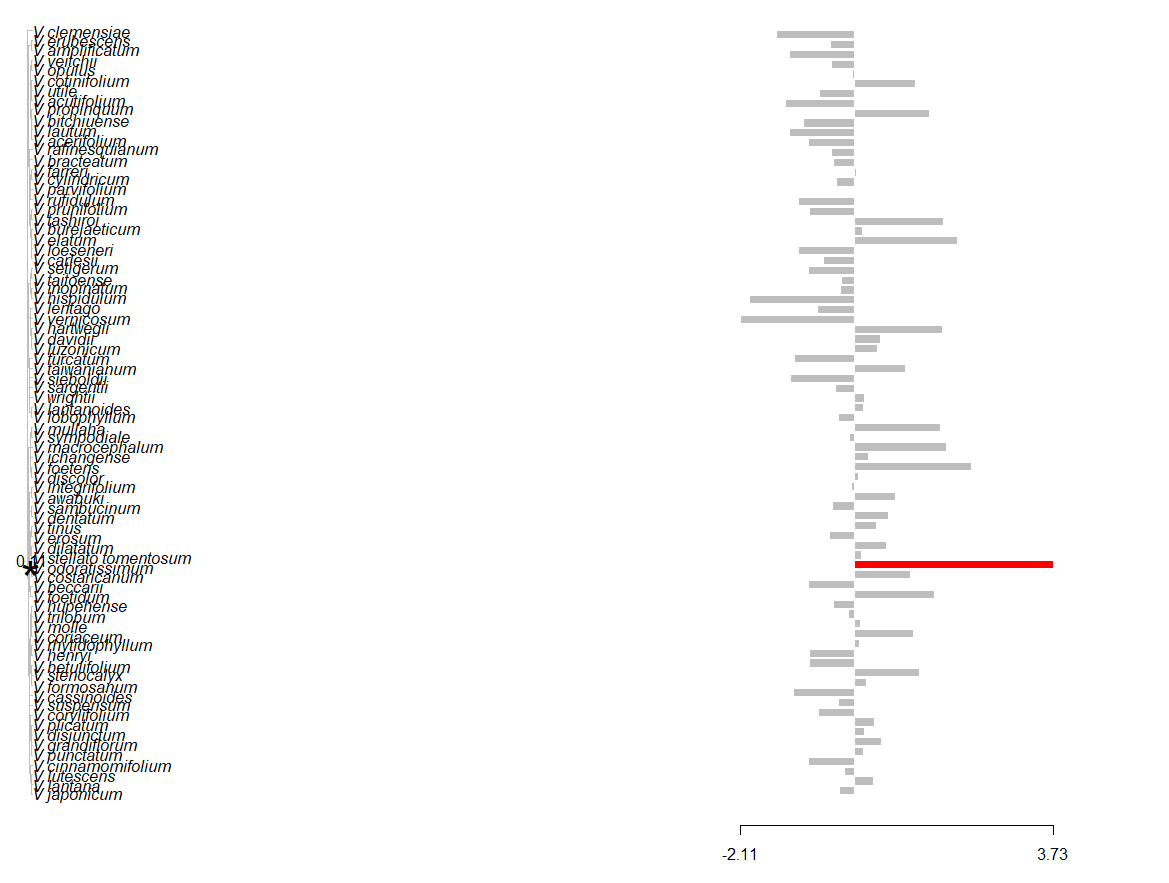 V clemensiae
V erubescens
V amplificatum
V veitchii
V opulus
V cotinifolium
V utile
V acutifolium
V propinquum
V bitchiuense
V lautum
V acerifolium
V rafinesquianum
V bracteatum
V farreri
V cylindricum
V parvifolium
V rufidulum
V prunifolium
V tashiroi
V burejaeticum
V elatum
V loeseneri
V carlesii
V setigerum
V taitoense
V inopinatum
V hispidulum
V lentago
V vernicosum
V hartwegii
V davidii
V luzonicum
V furcatum
V taiwanianum
V sieboldii
V sargentii
V wrightii
V lantanoides
V lobophyllum
V mullaha
V sympodiale
V macrocephalum
V ichangense
V foetens
V discolor
V integrifolium
V awabuki
V sambucinum
V dentatum
V tinus
V erosum
V dilatatum
V stellato tomentosum
V odoratissimum
V costaricanum
V beccarii
V foetidum
V hupehense
V trilobum
V molle
V coriaceum
V rhytidophyllum
V henryi
V betulifolium
V stenocalyx
V formosanum
V cassinoides
V suspensum
V corylifolium
V plicatum
V disjunctum
V grandiflorum
V punctatum
V cinnamomifolium
V lutescens
V lantana
V japonicum
*
-2.11 3.73